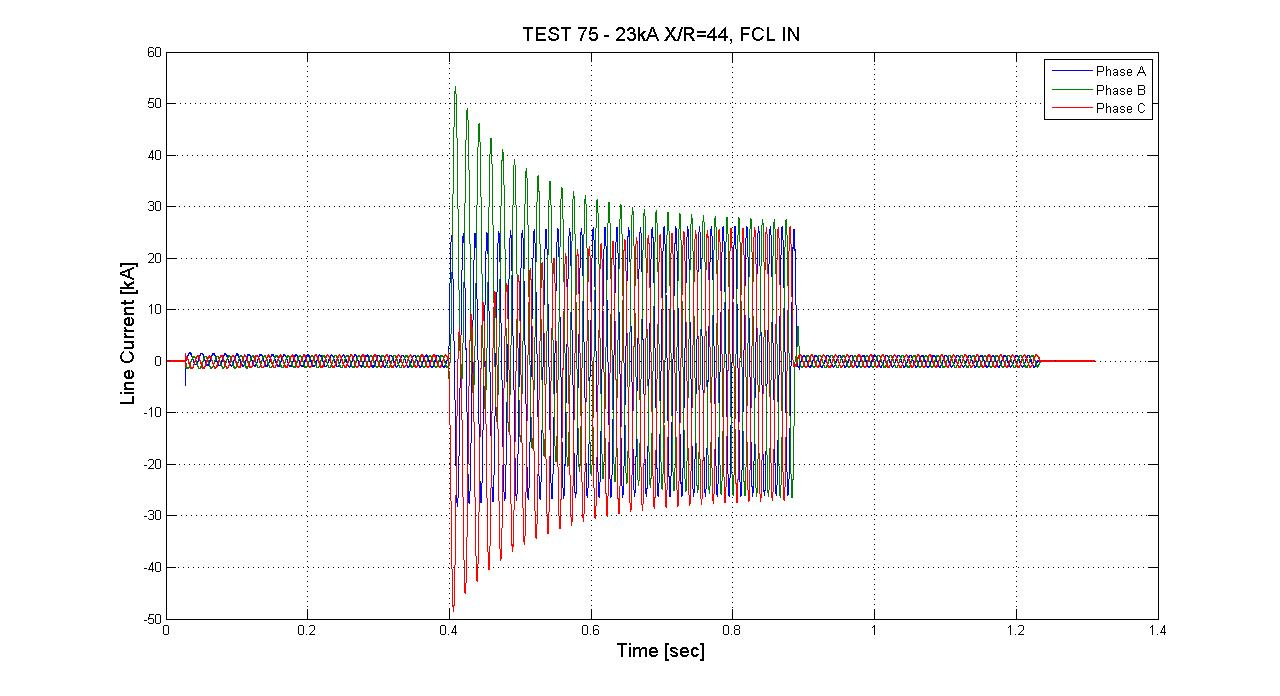 TEST 75 - 23kA X/R=44, FCL IN
Phase A
Phase B
Phase C
Line Current [kA]
60
50
40
30
20
10
0
-10
-20
-30
-40
-50
0 0.2 0.4 0.6 0.8 1 1.2 1.4
Time [sec]